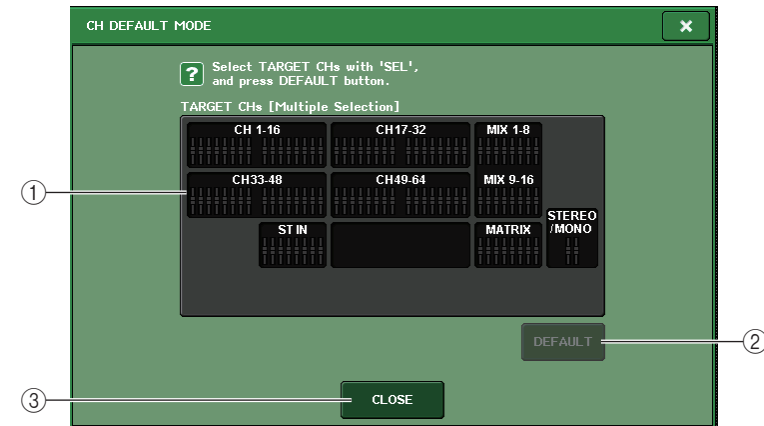 CH DEFAULT MODE
×
? Select TARGET CHs with 'SEL',
and press DEFAULT button.
TARGET CHs [Multiple Selection]
CH 1-16
CH17-32
MIX 1-8
CH33-48
CH49-64
MIX 9-16
ST IN
MATRIX
STEREO
/MONO
DEFAULT
CLOSE
①
②
③